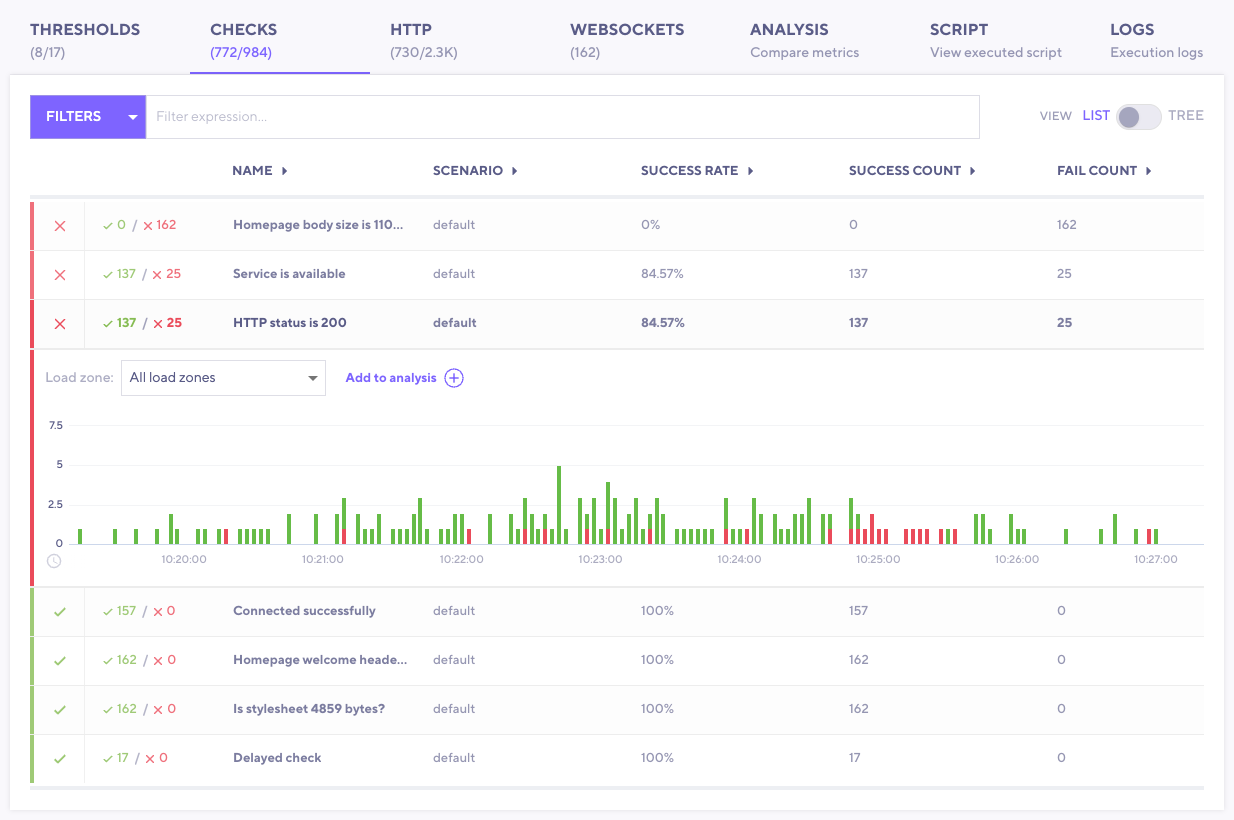 THRESHOLDS CHECKS HTTP WEBSOCKETS ANALYSIS SCRIPT LOGS
(8/17) (772/984) (730/2.3K) (162) Compare metrics View executed script Execution logs
FILTERS Filter expression... VIEW LIST TREE
NAME SCENARIO SUCCESS RATE SUCCESS COUNT FAIL COUNT
0 / 162 Homepage body size is 110... default 0% 0 162
137 / 25 Service is available default 84.57% 137 25
137 / 25 HTTP status is 200 default 84.57% 137 25
Load zone: All load zones Add to analysis
7.5
5
2.5
0
10:20:00 10:21:00 10:22:00 10:23:00 10:24:00 10:25:00 10:26:00 10:27:00
157 / 0 Connected successfully default 100% 157 0
162 / 0 Homepage welcome heade... default 100% 162 0
162 / 0 Is stylesheet 4859 bytes? default 100% 162 0
17 / 0 Delayed check default 100% 17 0